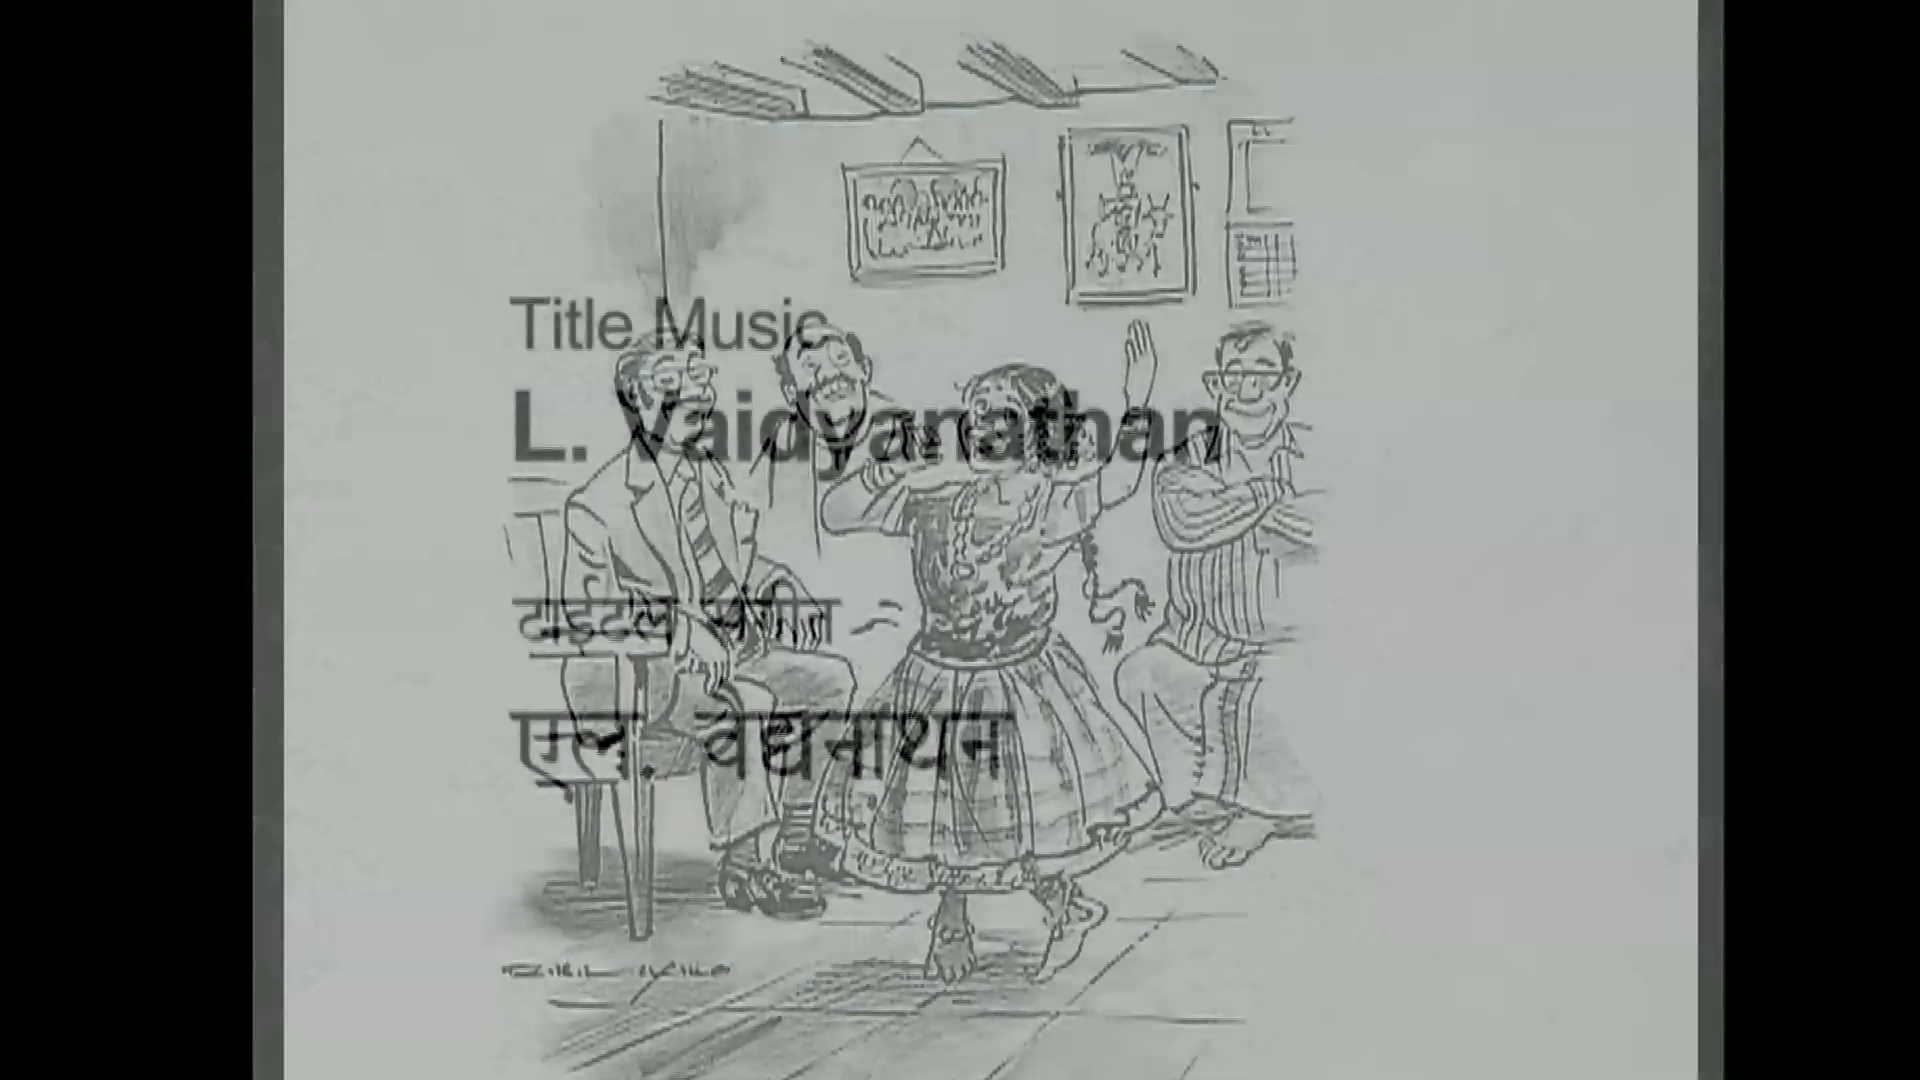 Title Music
L. Vaidyanathan
टाईटल संगीत
एल. वैद्यनाथन